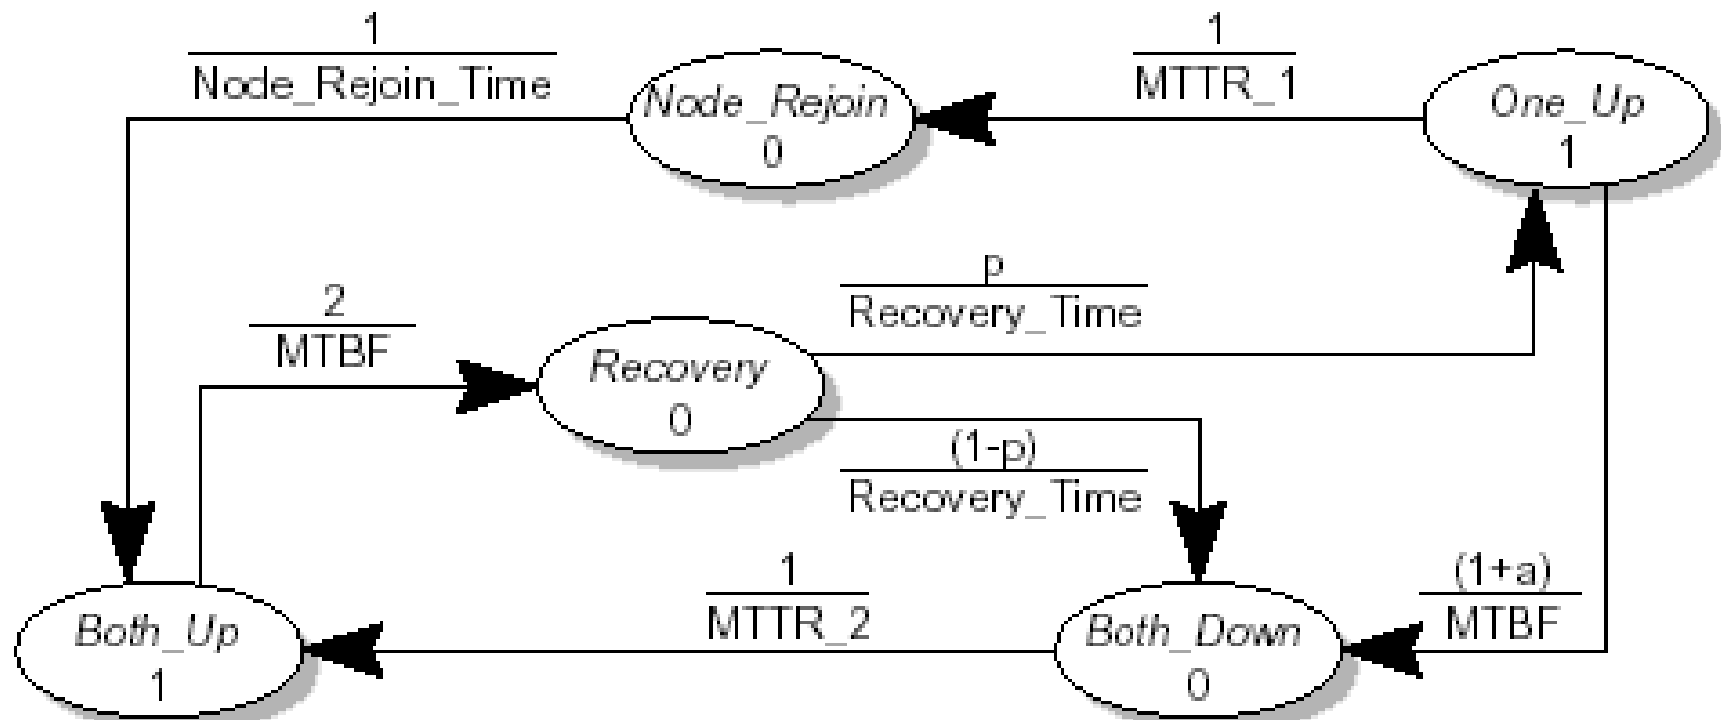 1
Node_Rejoin_Time
Node_Rejoin
0
1
MTTR_1
One_Up
1
2
MTBF
Recovery
0
p
Recovery_Time
(1-p)
Recovery_Time
Both_Up
1
1
MTTR_2
Both_Down
0
(1+a)
MTBF